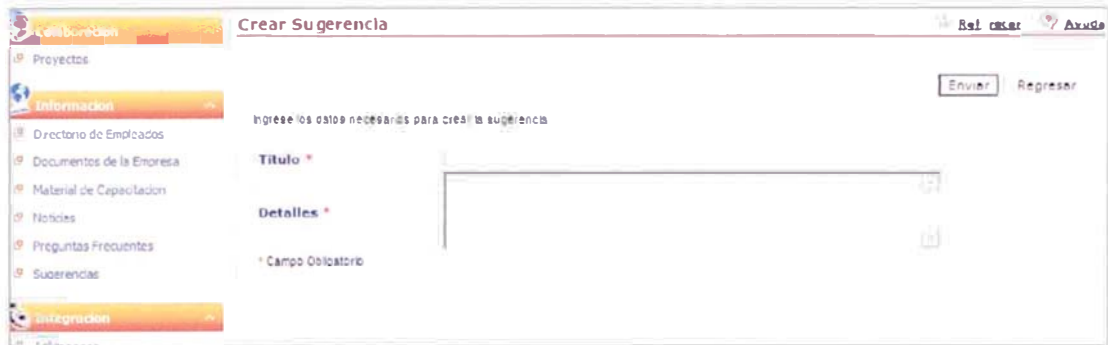 Colaboracion
Proyectos
Informacion
Directorio de Empleados
Documentos de la Empresa
Material de Capacitacion
Noticias
Preguntas Frecuentes
Sugerencias
Integracion
Crear Sugerencia
Ayuda
Enviar Regresar
Ingrese los datos necesarios para crear la sugerencia
Titulo *
Detalles *
* Campo Obligatorio